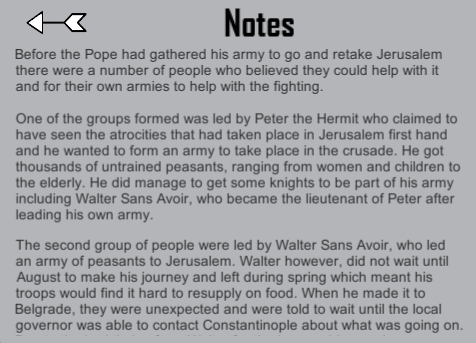 Notes
Before the Pope had gathered his army to go and retake Jerusalem
there were a number of people who believed they could help with it
and for their own armies to help with the fighting.
One of the groups formed was led by Peter the Hermit who claimed to
have seen the atrocities that had taken place in Jerusalem first hand
and he wanted to form an army to take place in the crusade. He got
thousands of untrained peasants, ranging from women and children to
the elderly. He did manage to get some knights to be part of his army
including Walter Sans Avoir, who became the lieutenant of Peter after
leading his own army.
The second group of people were led by Walter Sans Avoir, who led
an army of peasants to Jerusalem. Walter however, did not wait until
August to make his journey and left during spring which meant his
troops would find it hard to resupply on food. When he made it to
Belgrade, they were unexpected and were told to wait until the local
governor was able to contact Constantinople about what was going on.